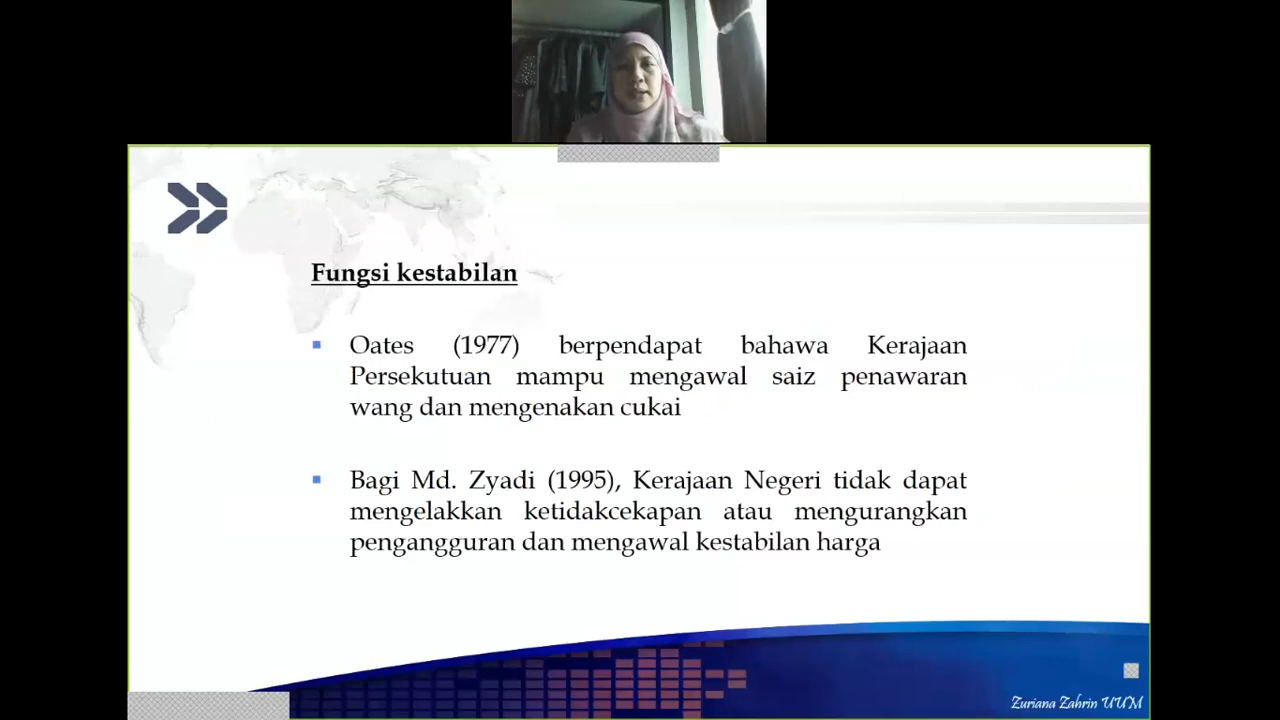 Fungsi kestabilan
Oates (1977) berpendapat bahawa Kerajaan
Persekutuan mampu mengawal saiz penawaran
wang dan mengenakan cukai
Bagi Md. Zyadi (1995), Kerajaan Negeri tidak dapat
mengelakkan ketidakcekapan atau mengurangkan
pengangguran dan mengawal kestabilan harga
Zuriana Zahrin UUM